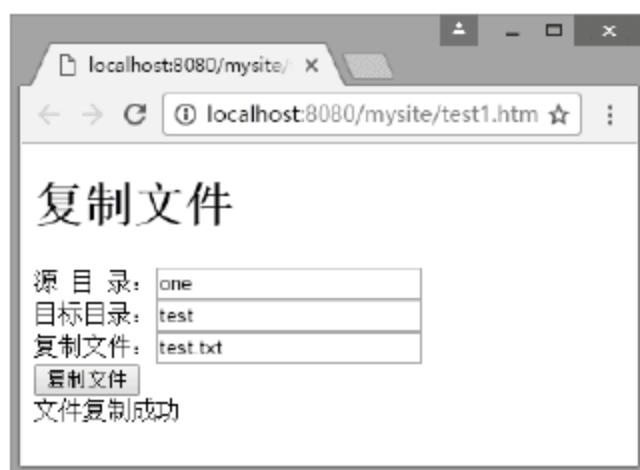 localhost:8080/mysite/
localhost:8080/mysite/test1.htm
复制文件
源 目 录：one
目标目录：test
复制文件：test.txt
复制文件
文件复制成功